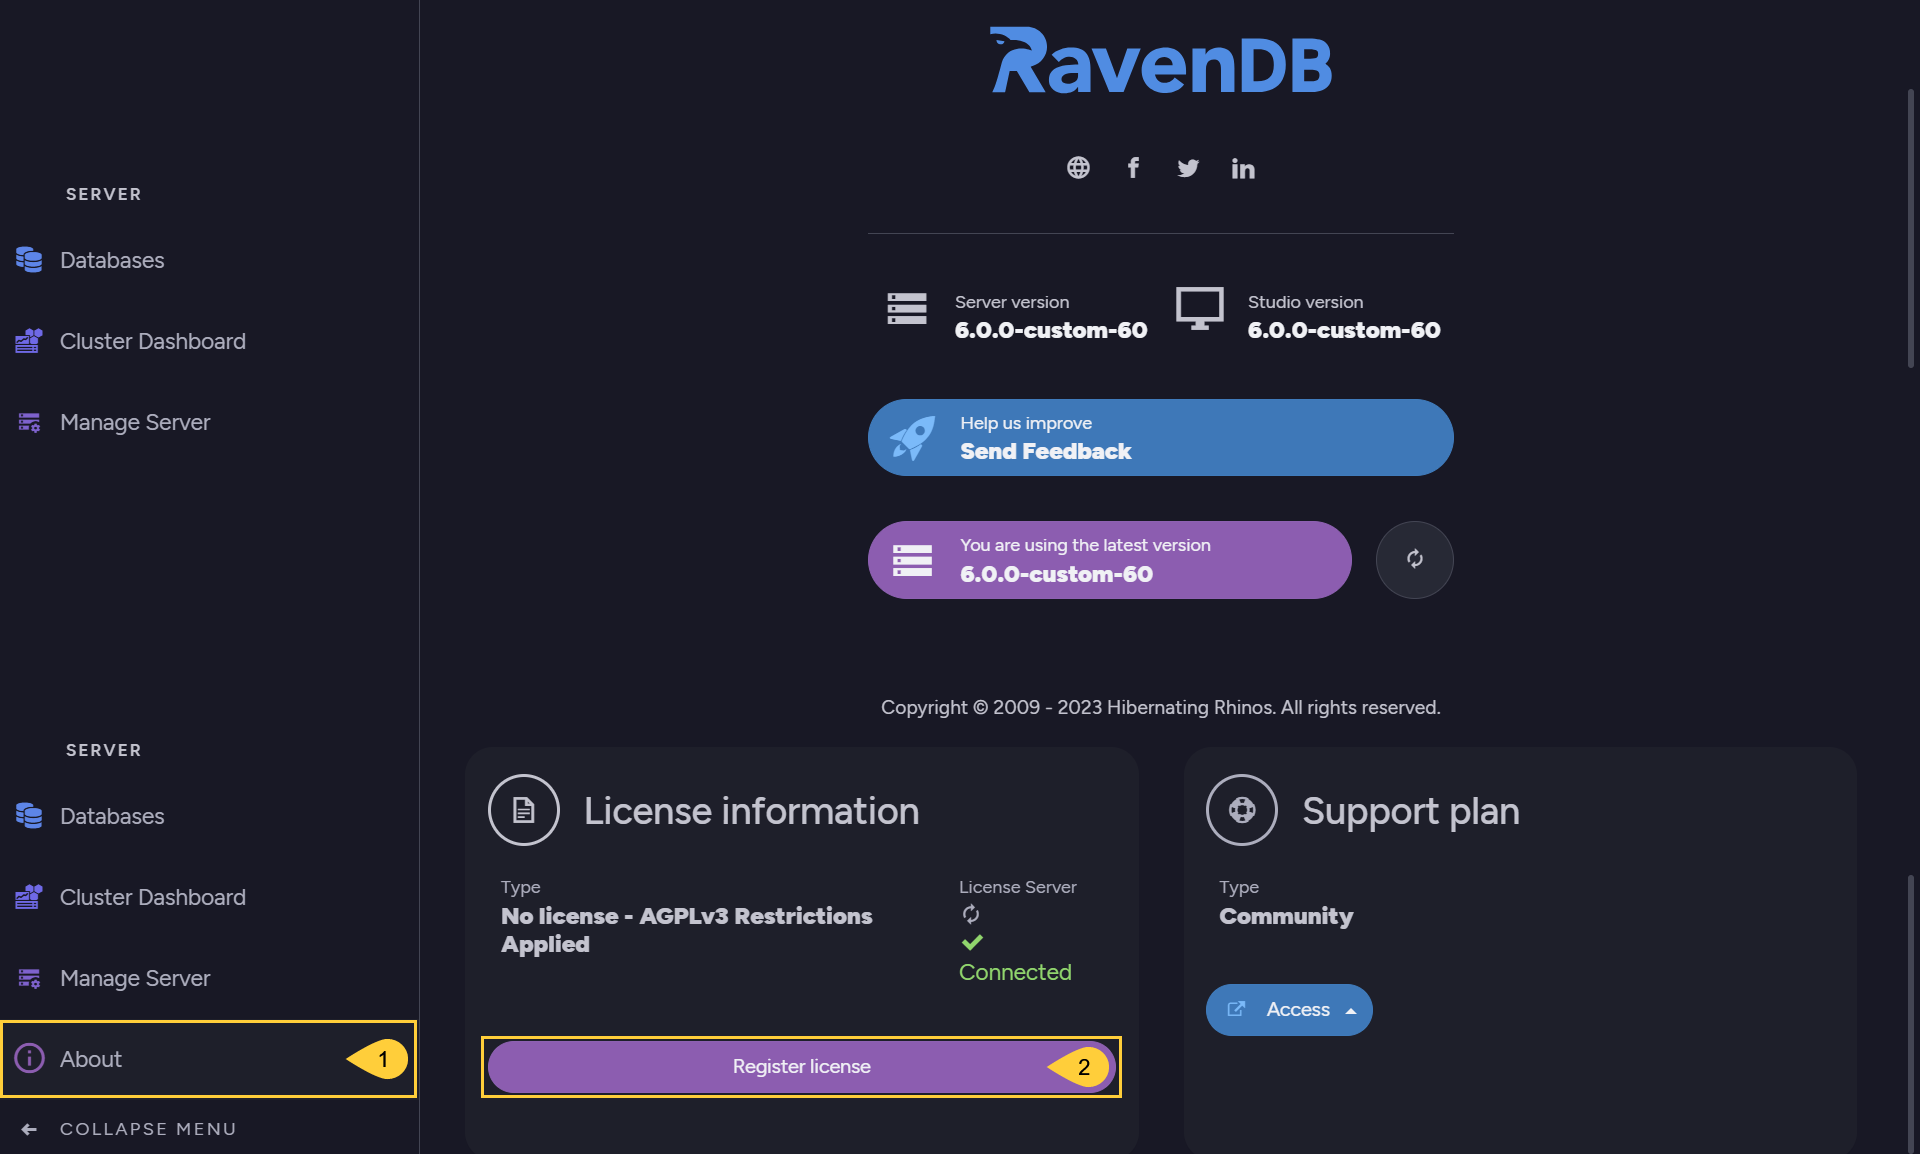 SERVER
Databases
Cluster Dashboard
Manage Server
SERVER
Databases
Cluster Dashboard
Manage Server
About
1
COLLAPSE MENU
RavenDB
Server version
6.0.0-custom-60
Studio version
6.0.0-custom-60
Help us improve
Send Feedback
You are using the latest version
6.0.0-custom-60
Copyright © 2009 - 2023 Hibernating Rhinos. All rights reserved.
License information
Type
No license - AGPLv3 Restrictions
Applied
License Server
Connected
Register license
2
Support plan
Type
Community
Access